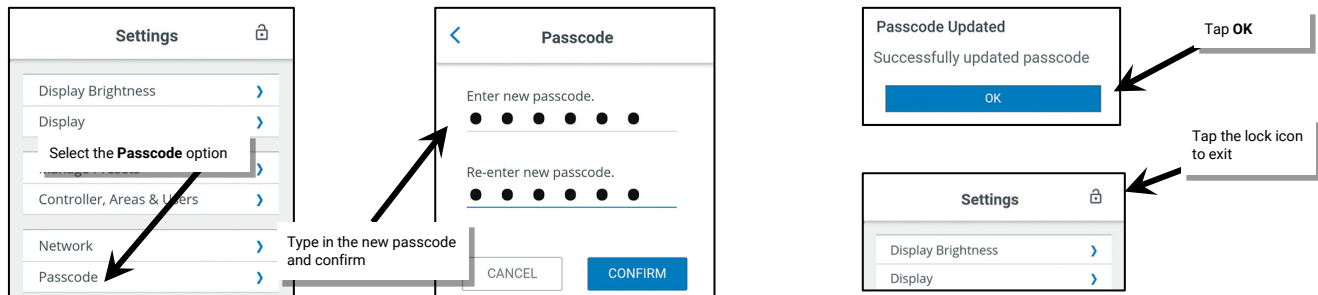 Settings
Display Brightness
Display
Select the Passcode option
Controller, Areas & Users
Network
Passcode
Passcode
Enter new passcode.
Re-enter new passcode.
Type in the new passcode
and confirm
CANCEL
CONFIRM
Passcode Updated
Successfully updated passcode
OK
Tap OK
Tap the lock icon
to exit
Settings
Display Brightness
Display